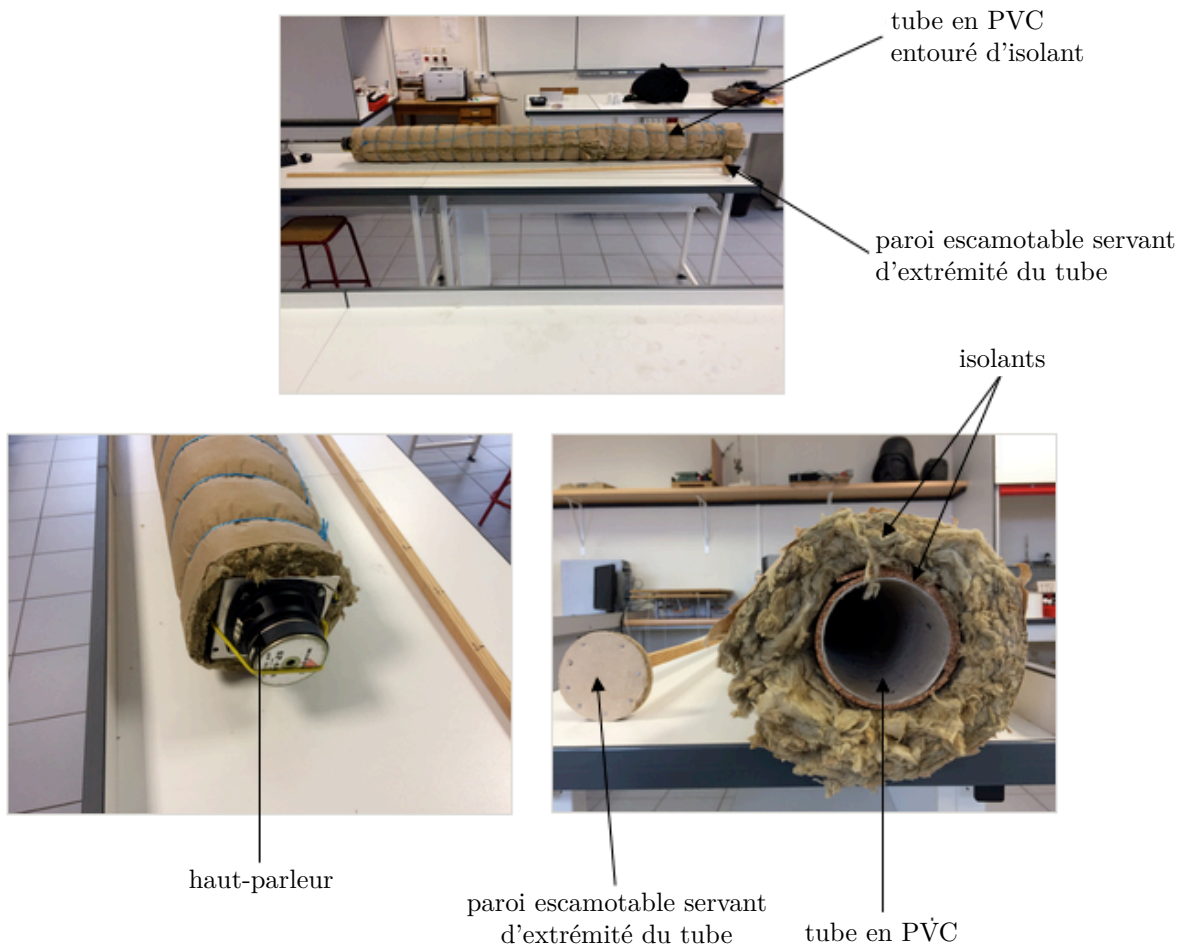 tube en PVC
entouré d'isolant
paroi escamotable servant
d'extrémité du tube
isolants
haut-parleur
paroi escamotable servant
d'extrémité du tube
tube en PVC